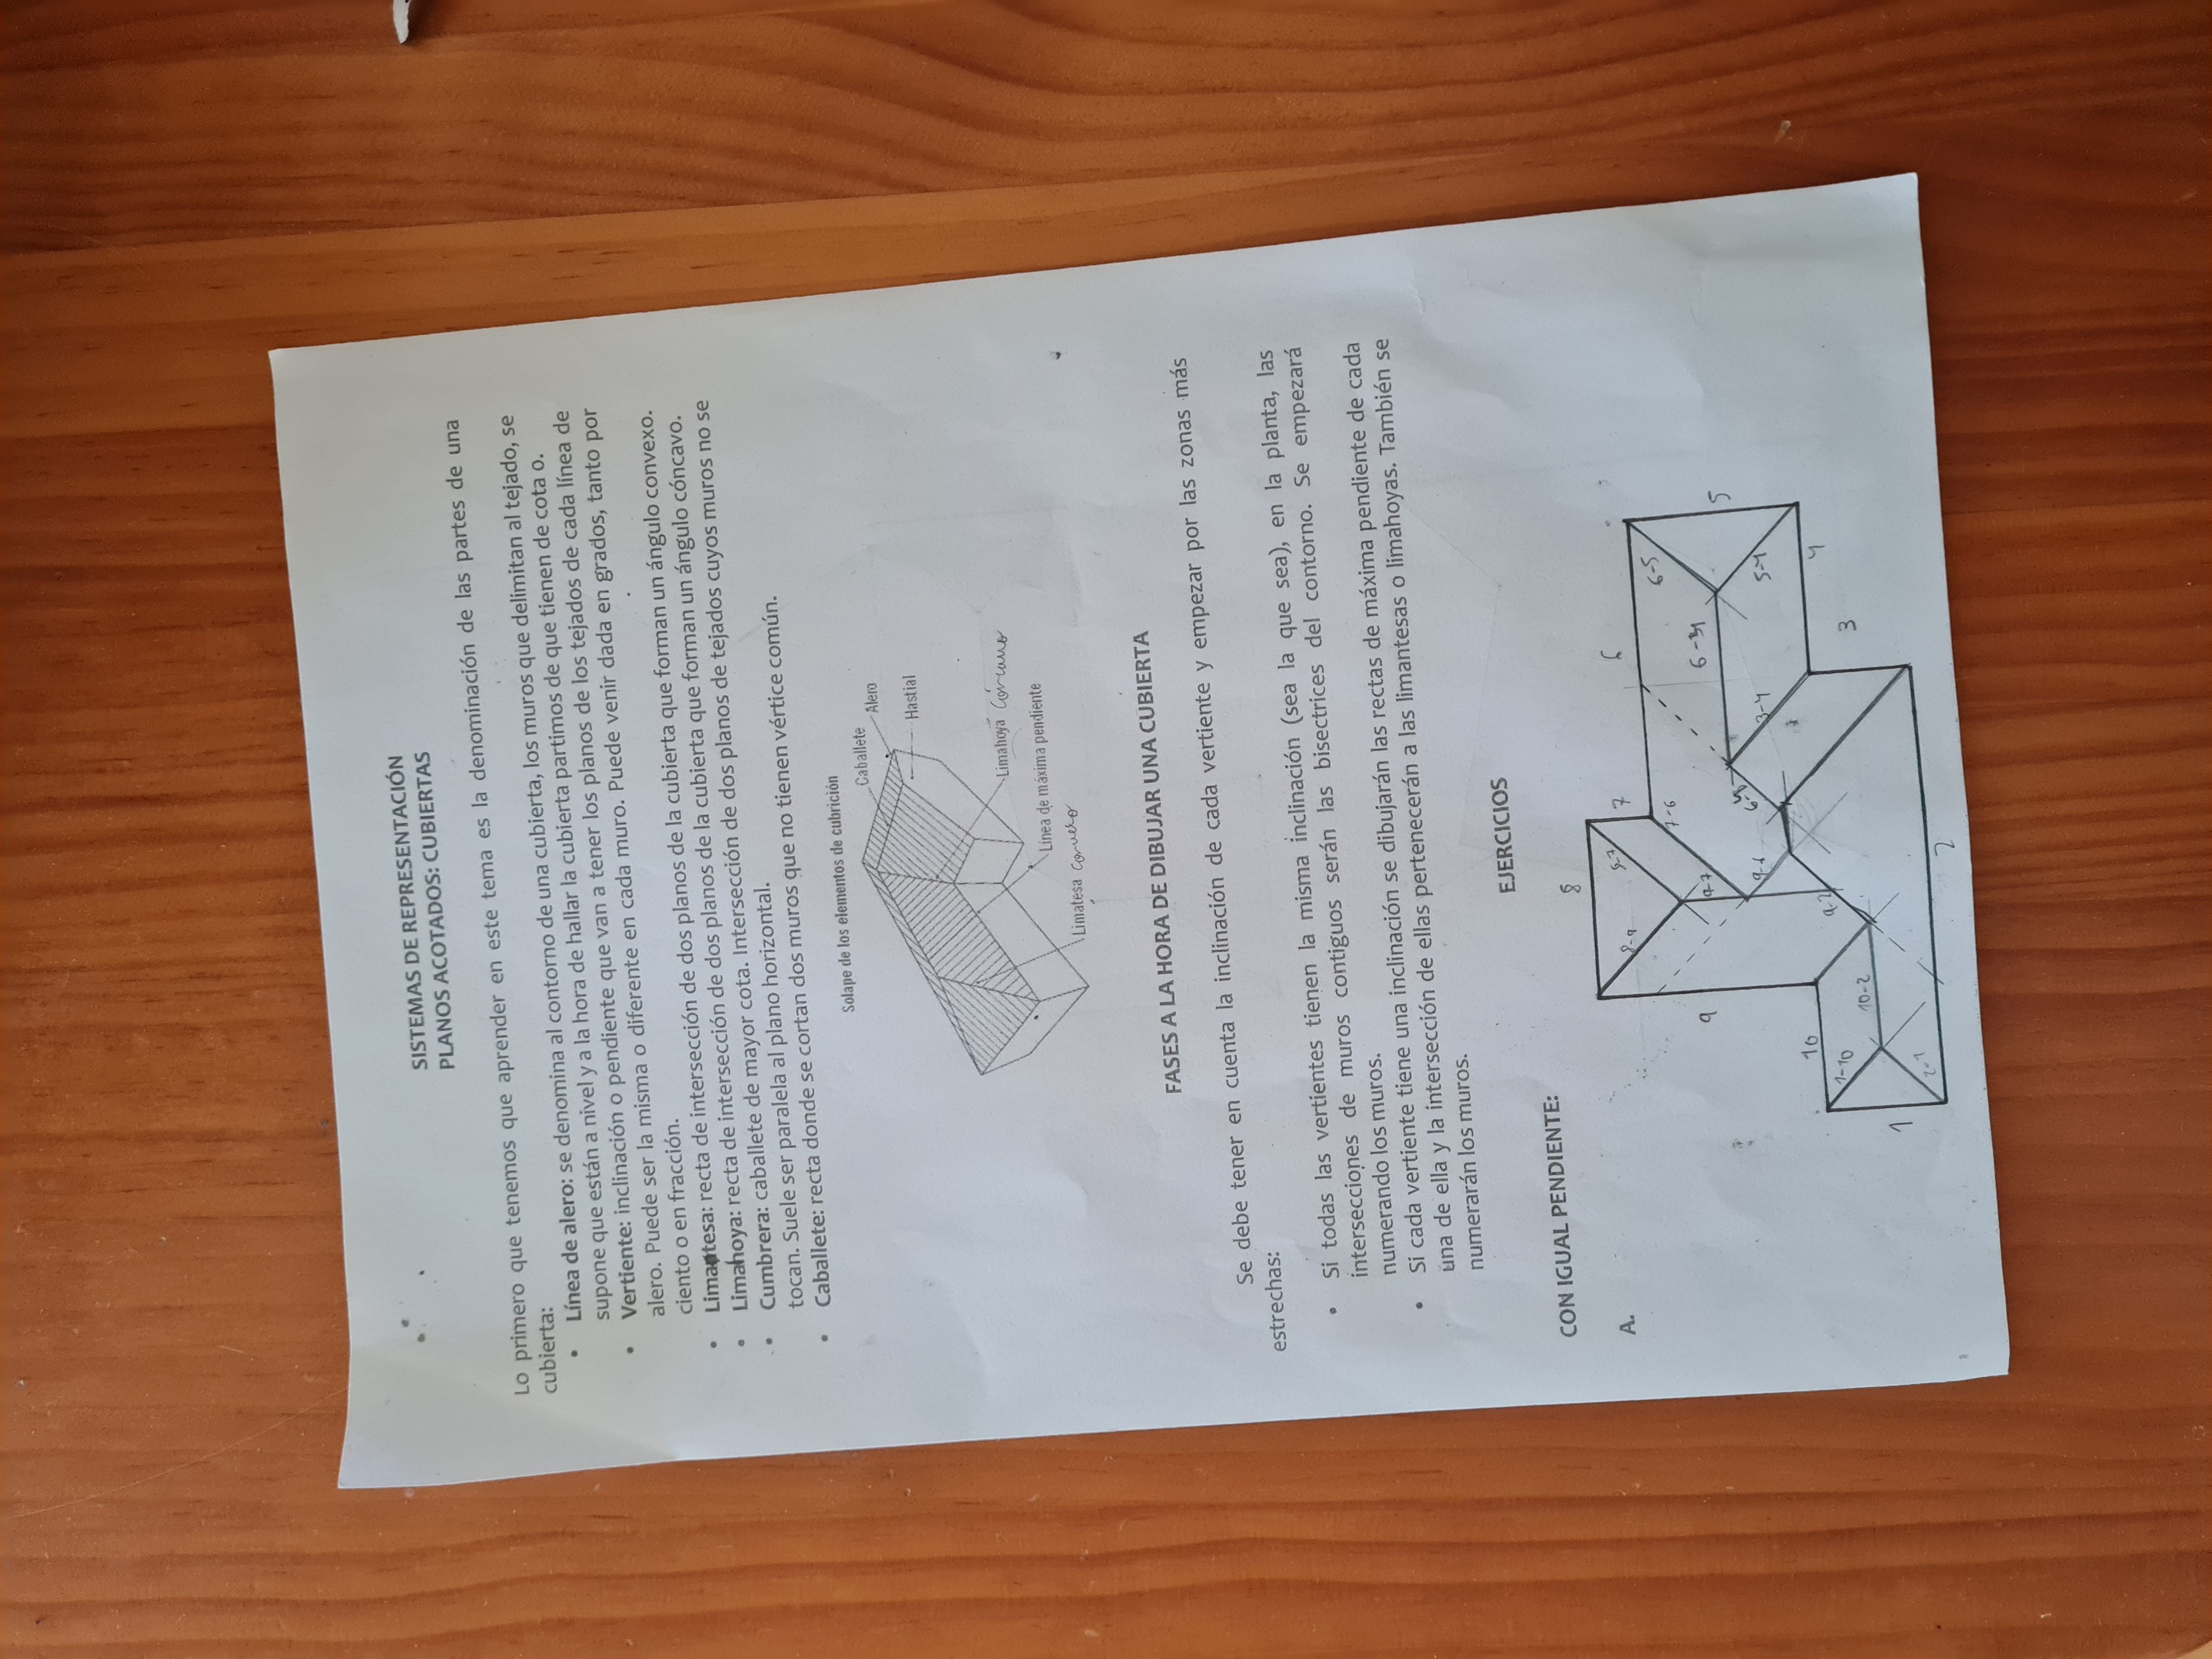 SISTEMAS DE REPRESENTACIÓN
PLANOS ACOTADOS: CUBIERTAS
Lo primero que tenemos que aprender en este tema es la denominación de las partes de una
cubierta:
• Línea de alero: se denomina al contorno de una cubierta, los muros que delimitan al tejado, se
supone que están a nivel y a la hora de hallar la cubierta partimos de que tienen de cota 0.
• Vertiente: inclinación o pendiente que van a tener los planos de los tejados de cada línea de
alero. Puede ser la misma o diferente en cada muro. Puede venir dada en grados, tanto por
ciento o en fracción.
• Limantesa: recta de intersección de dos planos de la cubierta que forman un ángulo convexo.
• Limahoya: recta de intersección de dos planos de la cubierta que forman un ángulo cóncavo.
• Cumbrera: caballete de mayor cota. Intersección de dos planos de tejados cuyos muros no se
tocan. Suele ser paralela al plano horizontal.
• Caballete: recta donde se cortan dos muros que no tienen vértice común.
Solape de los elementos de cubrición
Caballete
Alero
Hastial
Limahoya Cóncavo
Línea de máxima pendiente
Limatesa
FASES A LA HORA DE DIBUJAR UNA CUBIERTA
Se debe tener en cuenta la inclinación de cada vertiente y empezar por las zonas más
estrechas:
• Si todas las vertientes tienen la misma inclinación (sea la que sea), en la planta, las
intersecciones de muros contiguos serán las bisectrices del contorno. Se empezará
numerando los muros.
• Si cada vertiente tiene una inclinación se dibujarán las rectas de máxima pendiente de cada
una de ella y la intersección de ellas pertenecerán a las limantesas o limahoyas. También se
numerarán los muros.
EJERCICIOS
CON IGUAL PENDIENTE:
A.
8
8-9
8-7
7
6
7-6
6-5
9
9-7
6-3
5
9-6
3-4
5-4
10
4
1-10
9-2
3
10-2
1
2-1
2